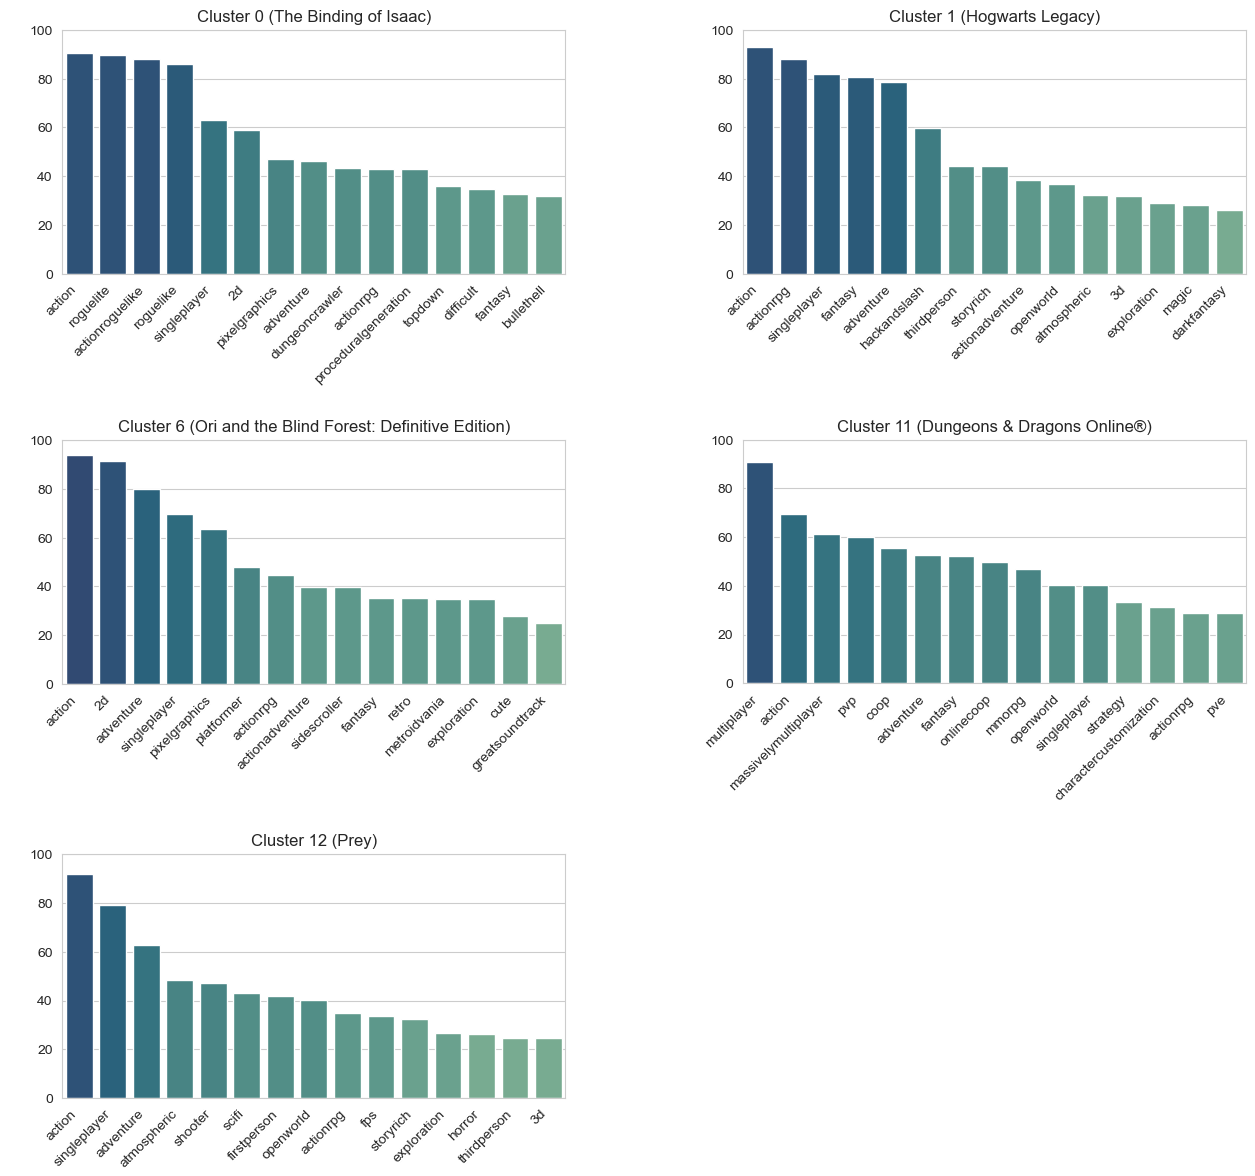 Cluster 0 (The Binding of Isaac)
100
80
60
40
20
0
action
roguelite
actionroguelike
roguelike
singleplayer
2d
pixelgraphics
adventure
dungeoncrawler
actionrpg
proceduralgeneration
topdown
difficult
fantasy
bullethell
Cluster 1 (Hogwarts Legacy)
100
80
60
40
20
0
action
actionrpg
singleplayer
fantasy
adventure
hackandslash
thirdperson
storyrich
actionadventure
openworld
atmospheric
3d
exploration
magic
darkfantasy
Cluster 6 (Ori and the Blind Forest: Definitive Edition)
100
80
60
40
20
0
action
2d
adventure
singleplayer
pixelgraphics
platformer
actionrpg
actionadventure
sidescroller
fantasy
retro
metroidvania
exploration
cute
greatsoundtrack
Cluster 11 (Dungeons & Dragons Online®)
100
80
60
40
20
0
multiplayer
action
massivelymultiplayer
pvp
coop
adventure
fantasy
onlinecoop
mmorpg
openworld
singleplayer
strategy
charactercustomization
actionrpg
pve
Cluster 12 (Prey)
100
80
60
40
20
0
action
singleplayer
adventure
atmospheric
shooter
scifi
firstperson
openworld
actionrpg
fps
storyrich
exploration
horror
thirdperson
3d